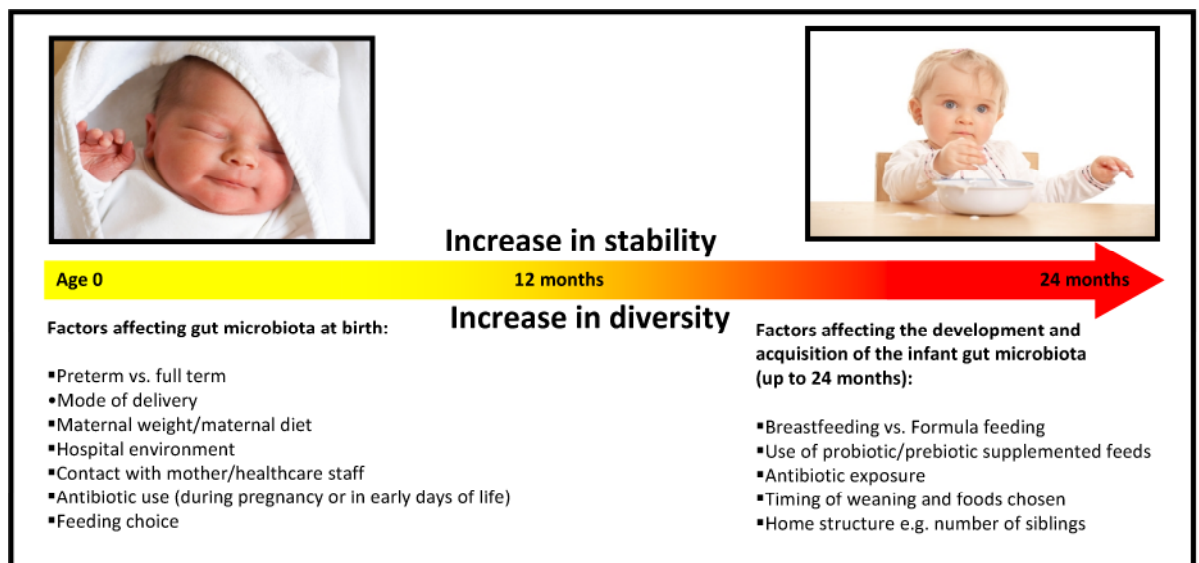 Increase in stability
Age 0 12 months 24 months
Increase in diversity
Factors affecting gut microbiota at birth:
▪Preterm vs. full term
•Mode of delivery
▪Maternal weight/maternal diet
▪Hospital environment
▪Contact with mother/healthcare staff
▪Antibiotic use (during pregnancy or in early days of life)
▪Feeding choice
Factors affecting the development and
acquisition of the infant gut microbiota
(up to 24 months):
▪Breastfeeding vs. Formula feeding
▪Use of probiotic/prebiotic supplemented feeds
▪Antibiotic exposure
▪Timing of weaning and foods chosen
▪Home structure e.g. number of siblings